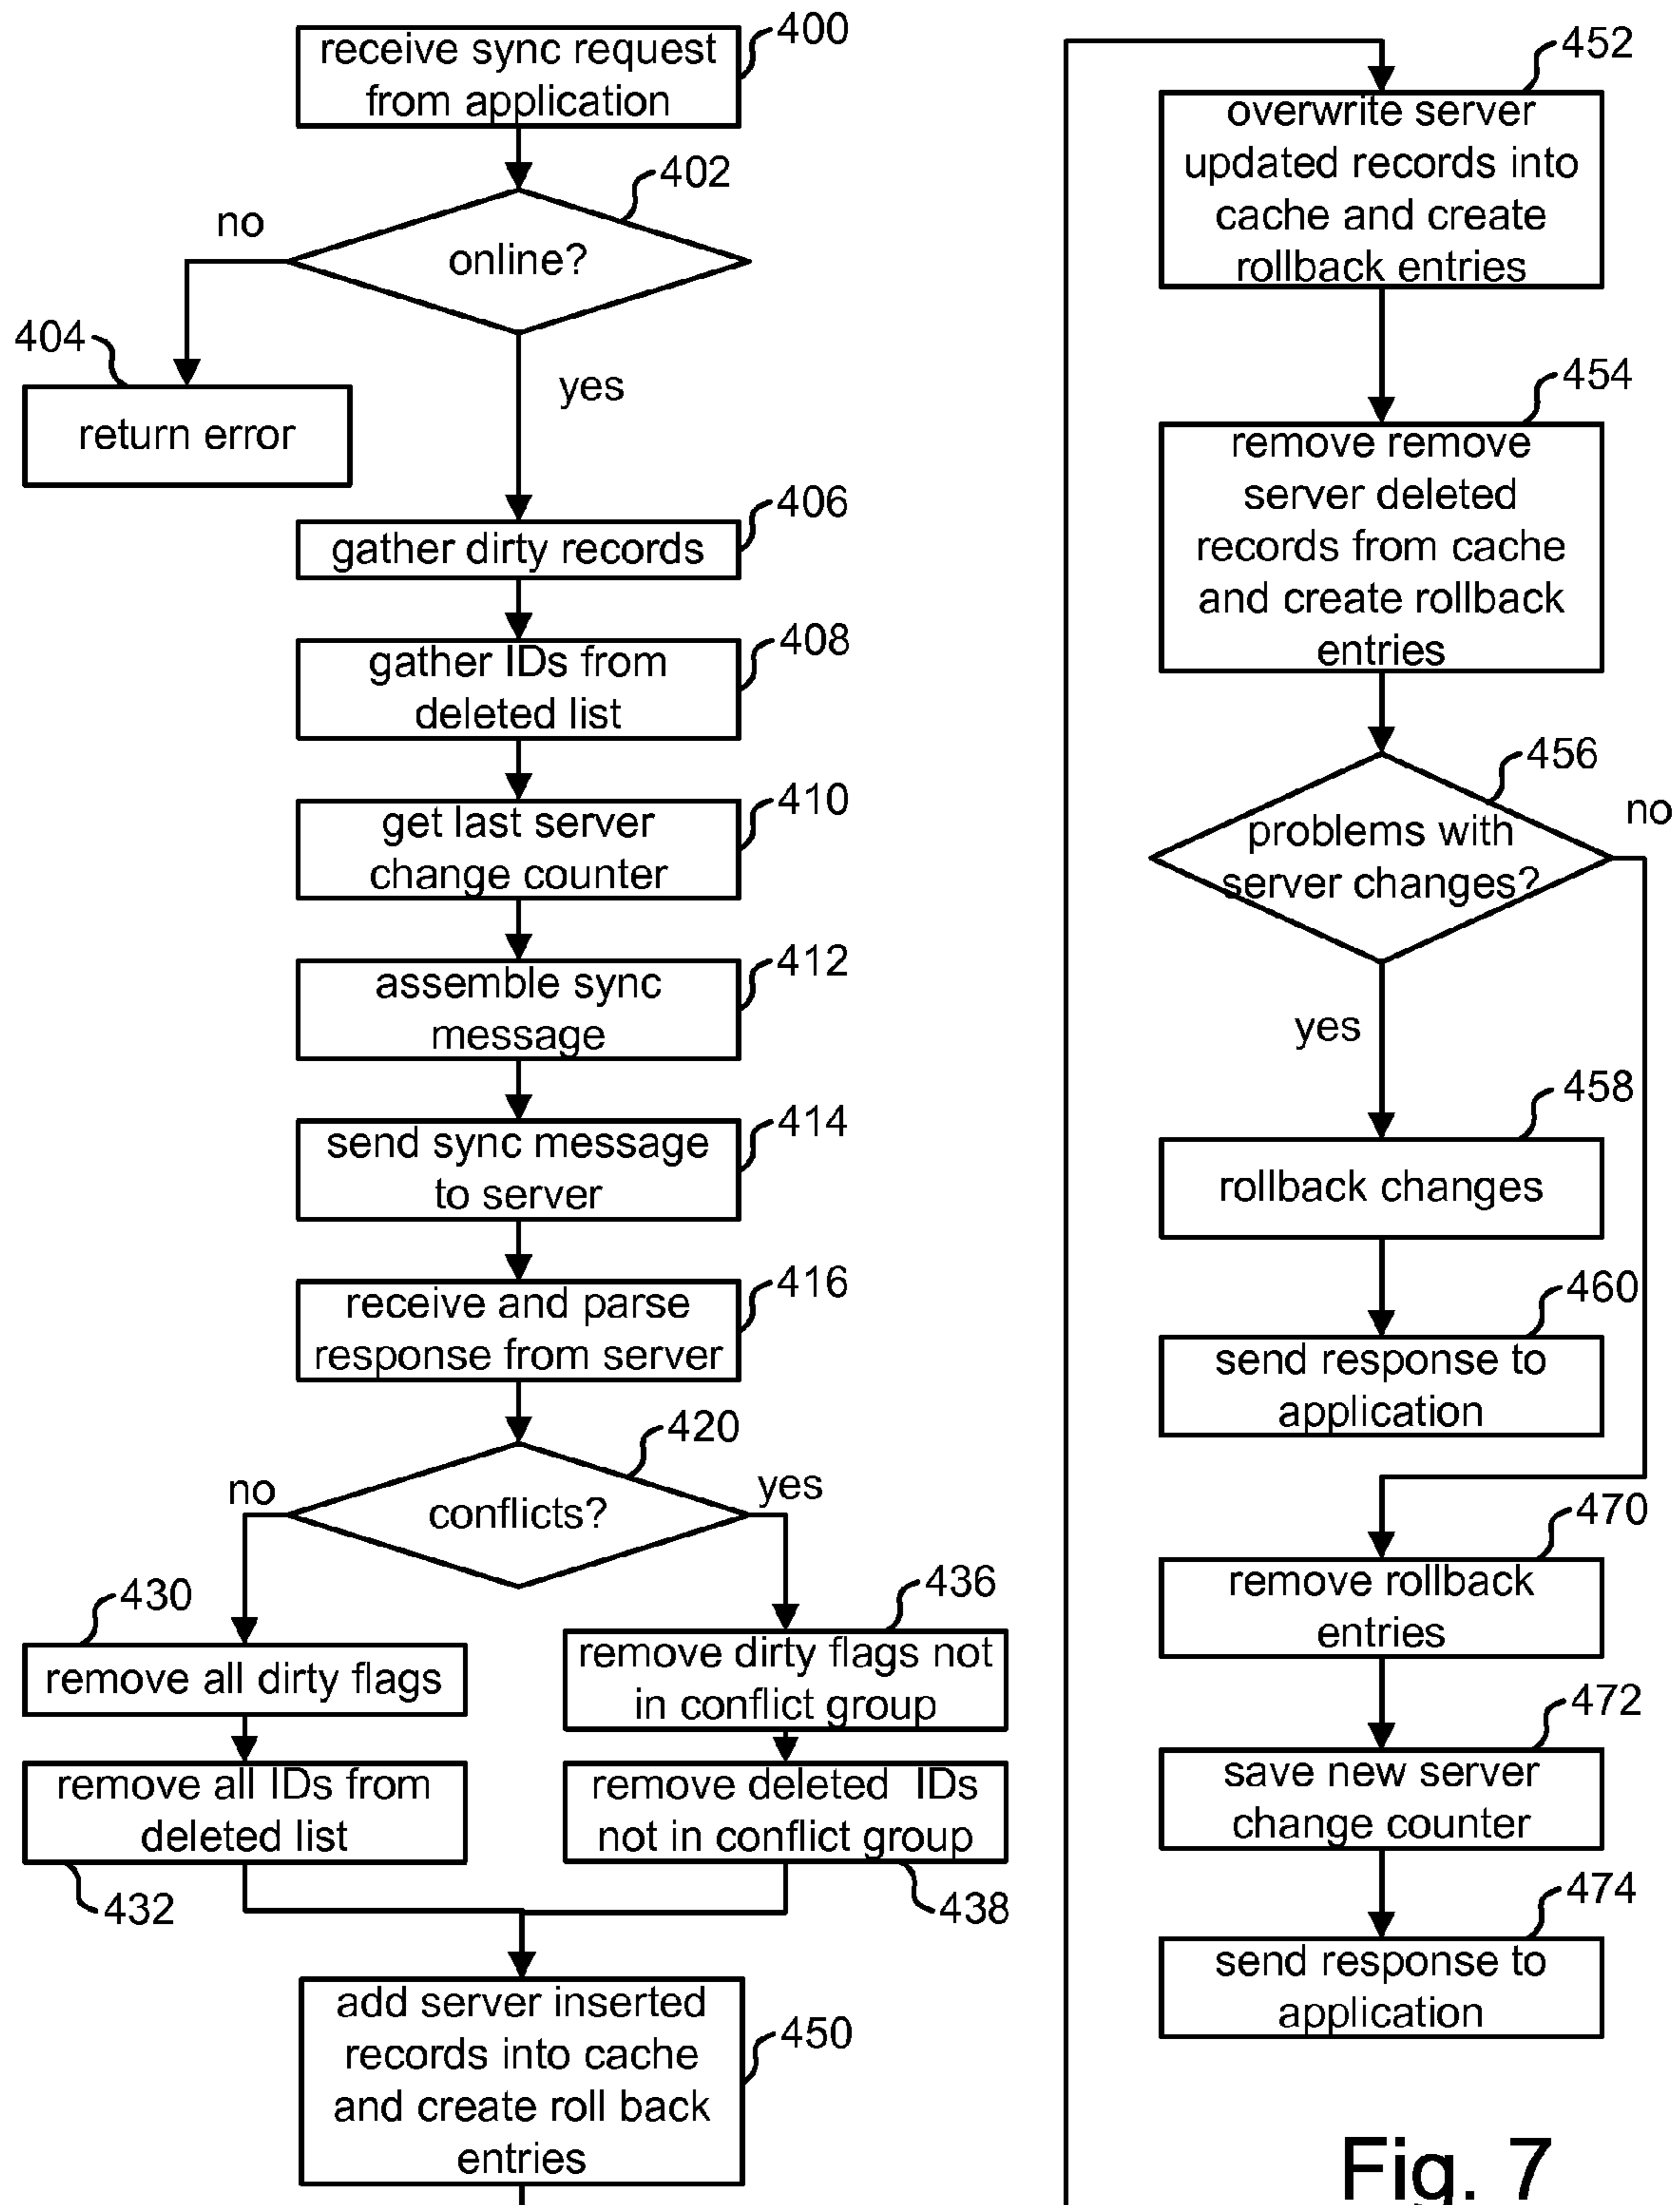 400
receive sync request
from application
402
no
online?
404
return error
yes
406
gather dirty records
408
gather IDs from
deleted list
410
get last server
change counter
412
assemble sync
message
414
send sync message
to server
416
receive and parse
response from server
420
no
conflicts?
yes
430
remove all dirty flags
remove all IDs from
deleted list
432
436
remove dirty flags not
in conflict group
remove deleted IDs
not in conflict group
438
add server inserted
records into cache
and create roll back
entries
450
452
overwrite server
updated records into
cache and create
rollback entries
454
remove remove
server deleted
records from cache
and create rollback
entries
456
no
problems with
server changes?
yes
458
rollback changes
460
send response to
application
470
remove rollback
entries
472
save new server
change counter
474
send response to
application
Fig. 7